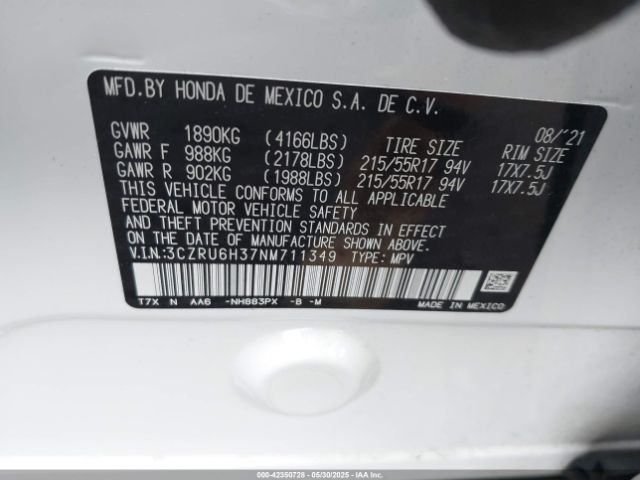 MFD.BY HONDA DE MEXICO S.A. DE C.V.
08/'21
GVWR 1890KG (4166LBS) TIRE SIZE RIM SIZE
GAWR F 988KG (2178LBS) 215/55R17 94V 17X7.5J
GAWR R 902KG (1988LBS) 215/55R17 94V 17X7.5J
THIS VEHICLE CONFORMS TO ALL APPLICABLE
FEDERAL MOTOR VEHICLE SAFETY
AND THEFT PREVENTION STANDARDS IN EFFECT
ON THE DATE OF MANUFACTURE SHOWN ABOVE.
V.I.N.:3CZRU6H37NM711349 TYPE: MPV
T7X N AA6 -NH883PX -B -M MADE IN MEXICO
000-42350728 - 05/30/2025 - IAA.com